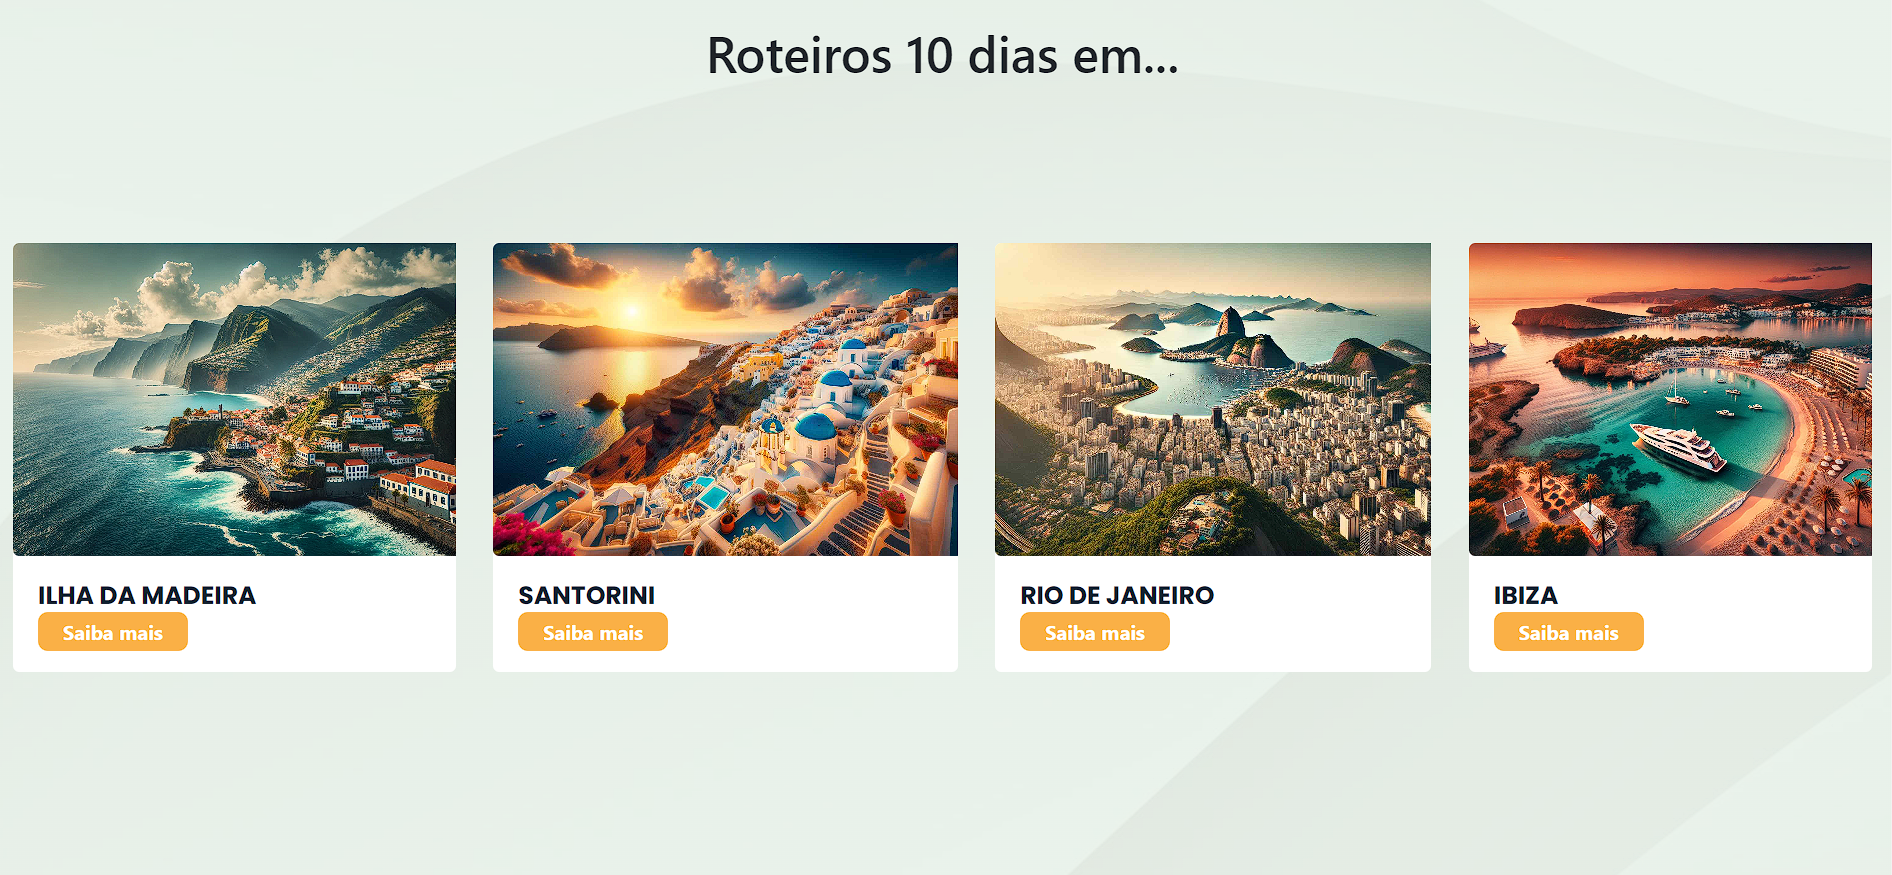 Roteiros 10 dias em...
ILHA DA MADEIRA
Saiba mais
SANTORINI
Saiba mais
RIO DE JANEIRO
Saiba mais
IBIZA
Saiba mais